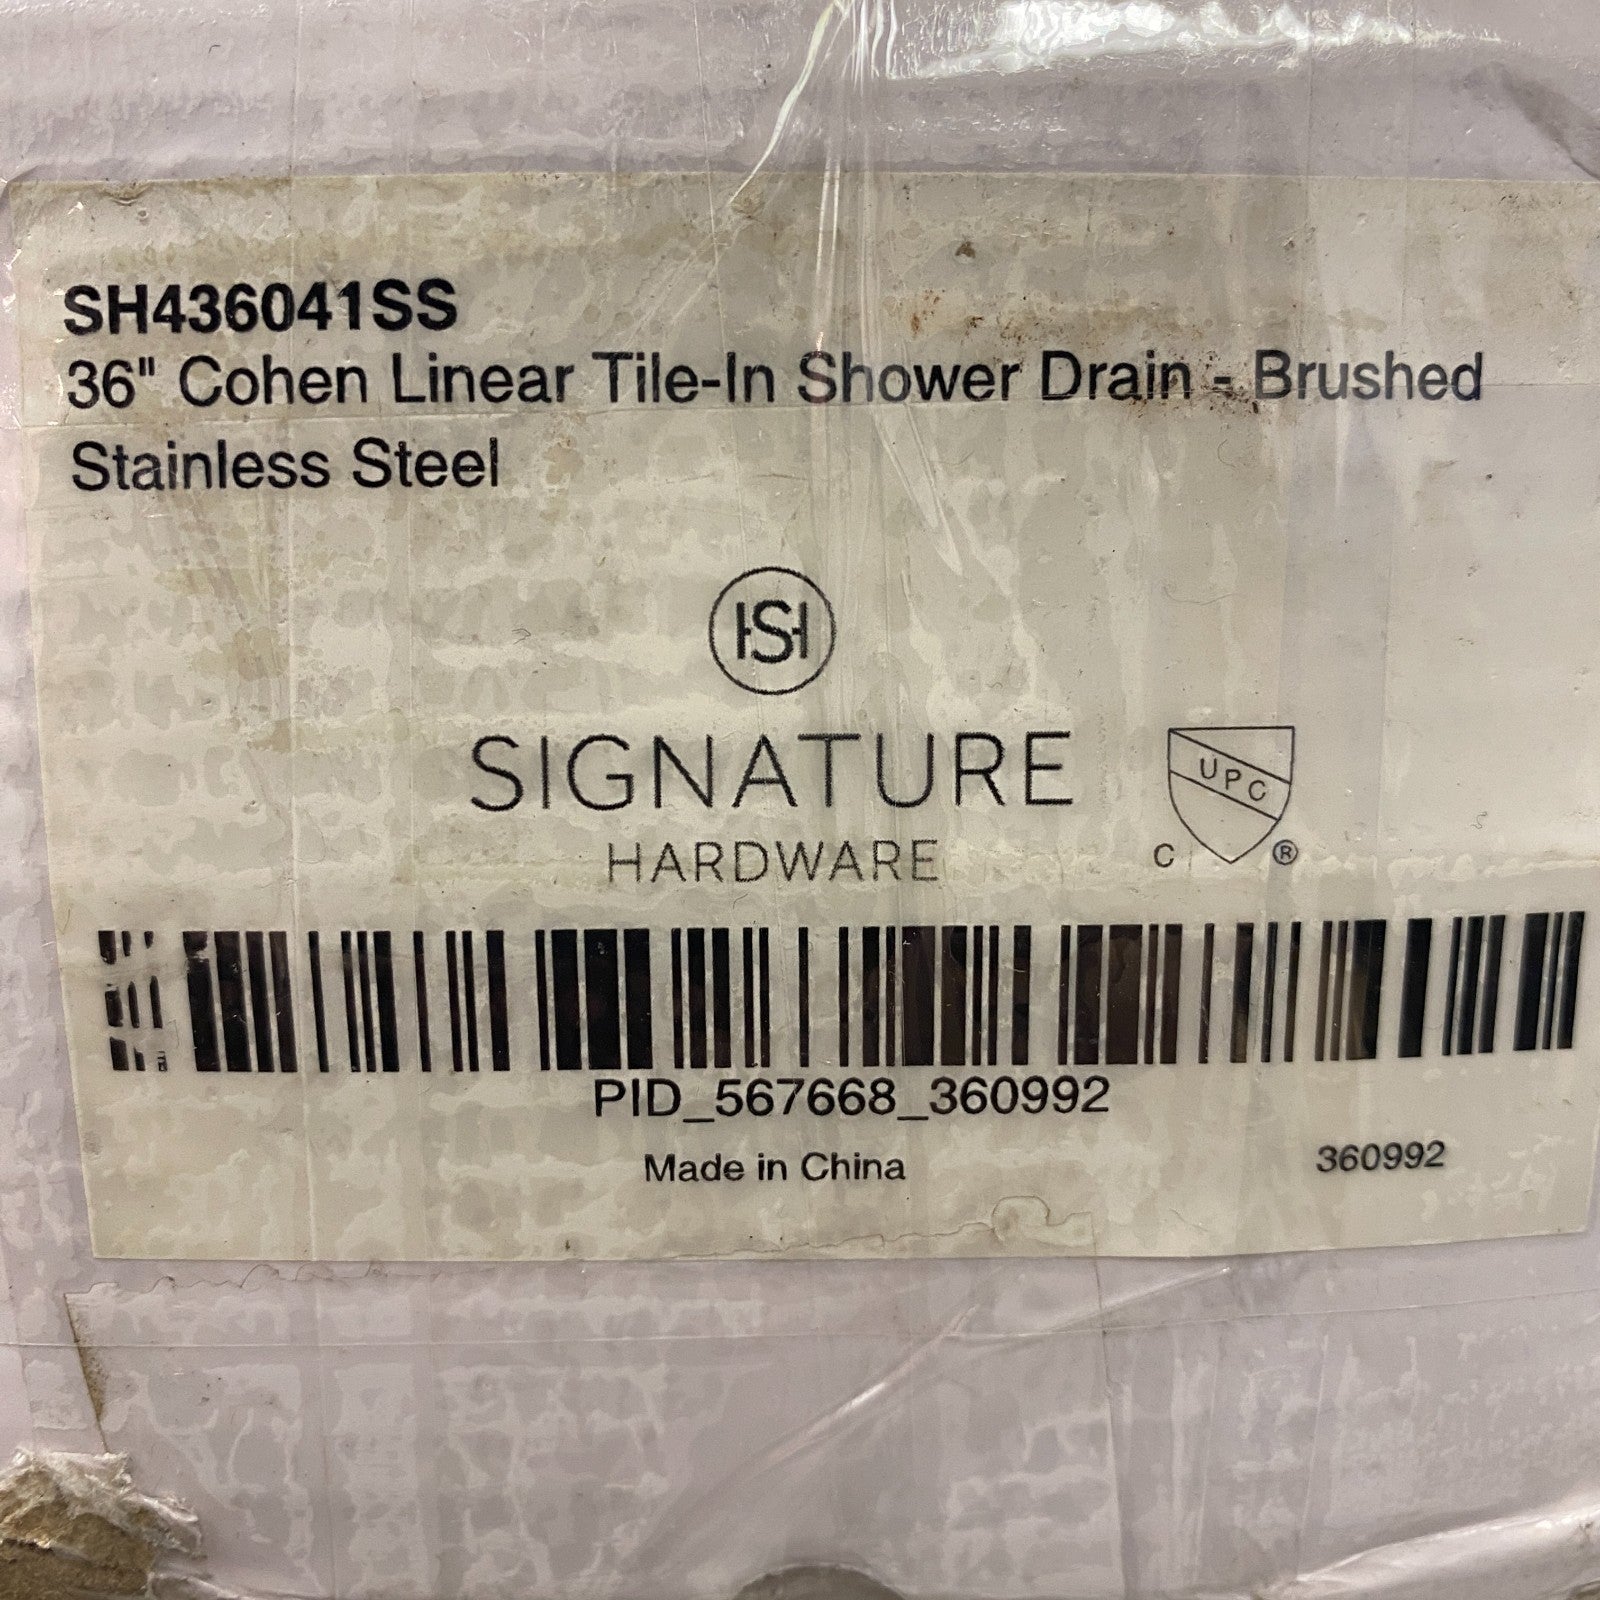 SH436041SS
36" Cohen Linear Tile-In Shower Drain - Brushed
Stainless Steel
HSH
SIGNATURE
HARDWARE
UPC
C ®
PID_567668_360992
Made in China
360992